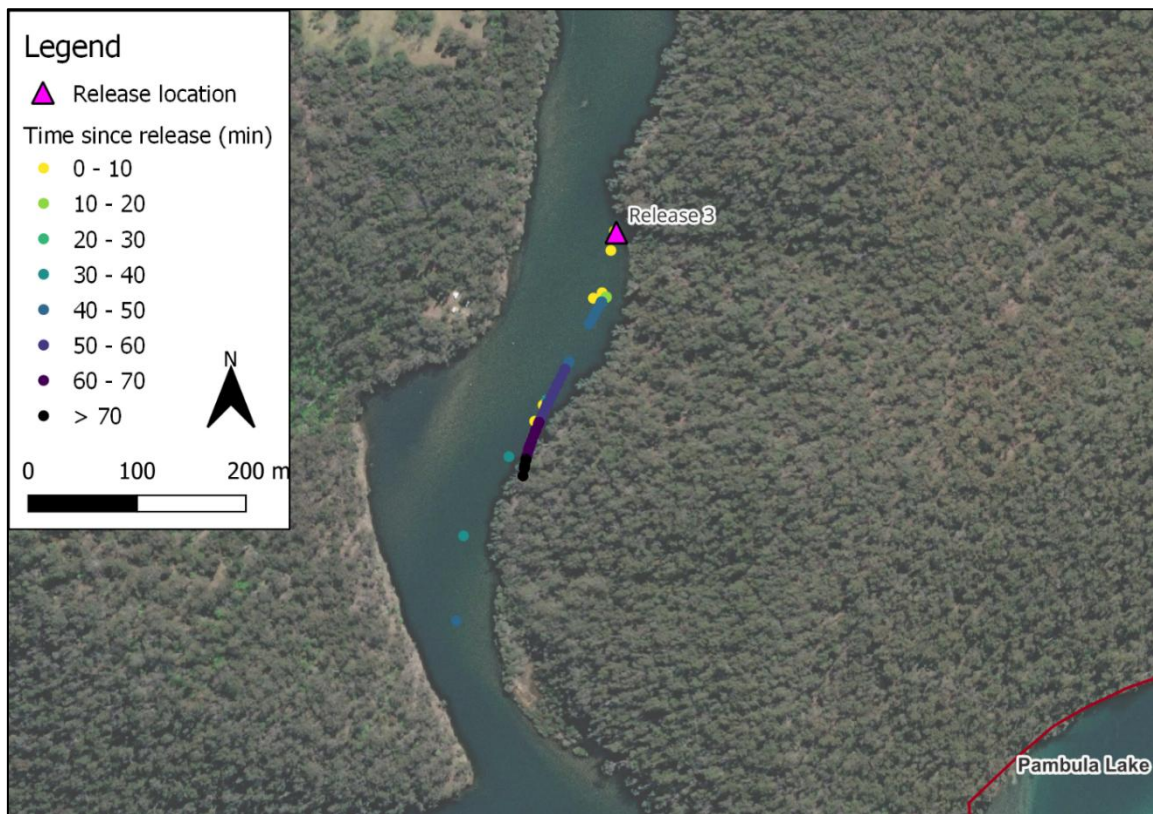 Legend
Release location
Time since release (min)
0 - 10
10 - 20
20 - 30
30 - 40
40 - 50
50 - 60
60 - 70
> 70
N
0 100 200 m
Release 3
Pambula Lake